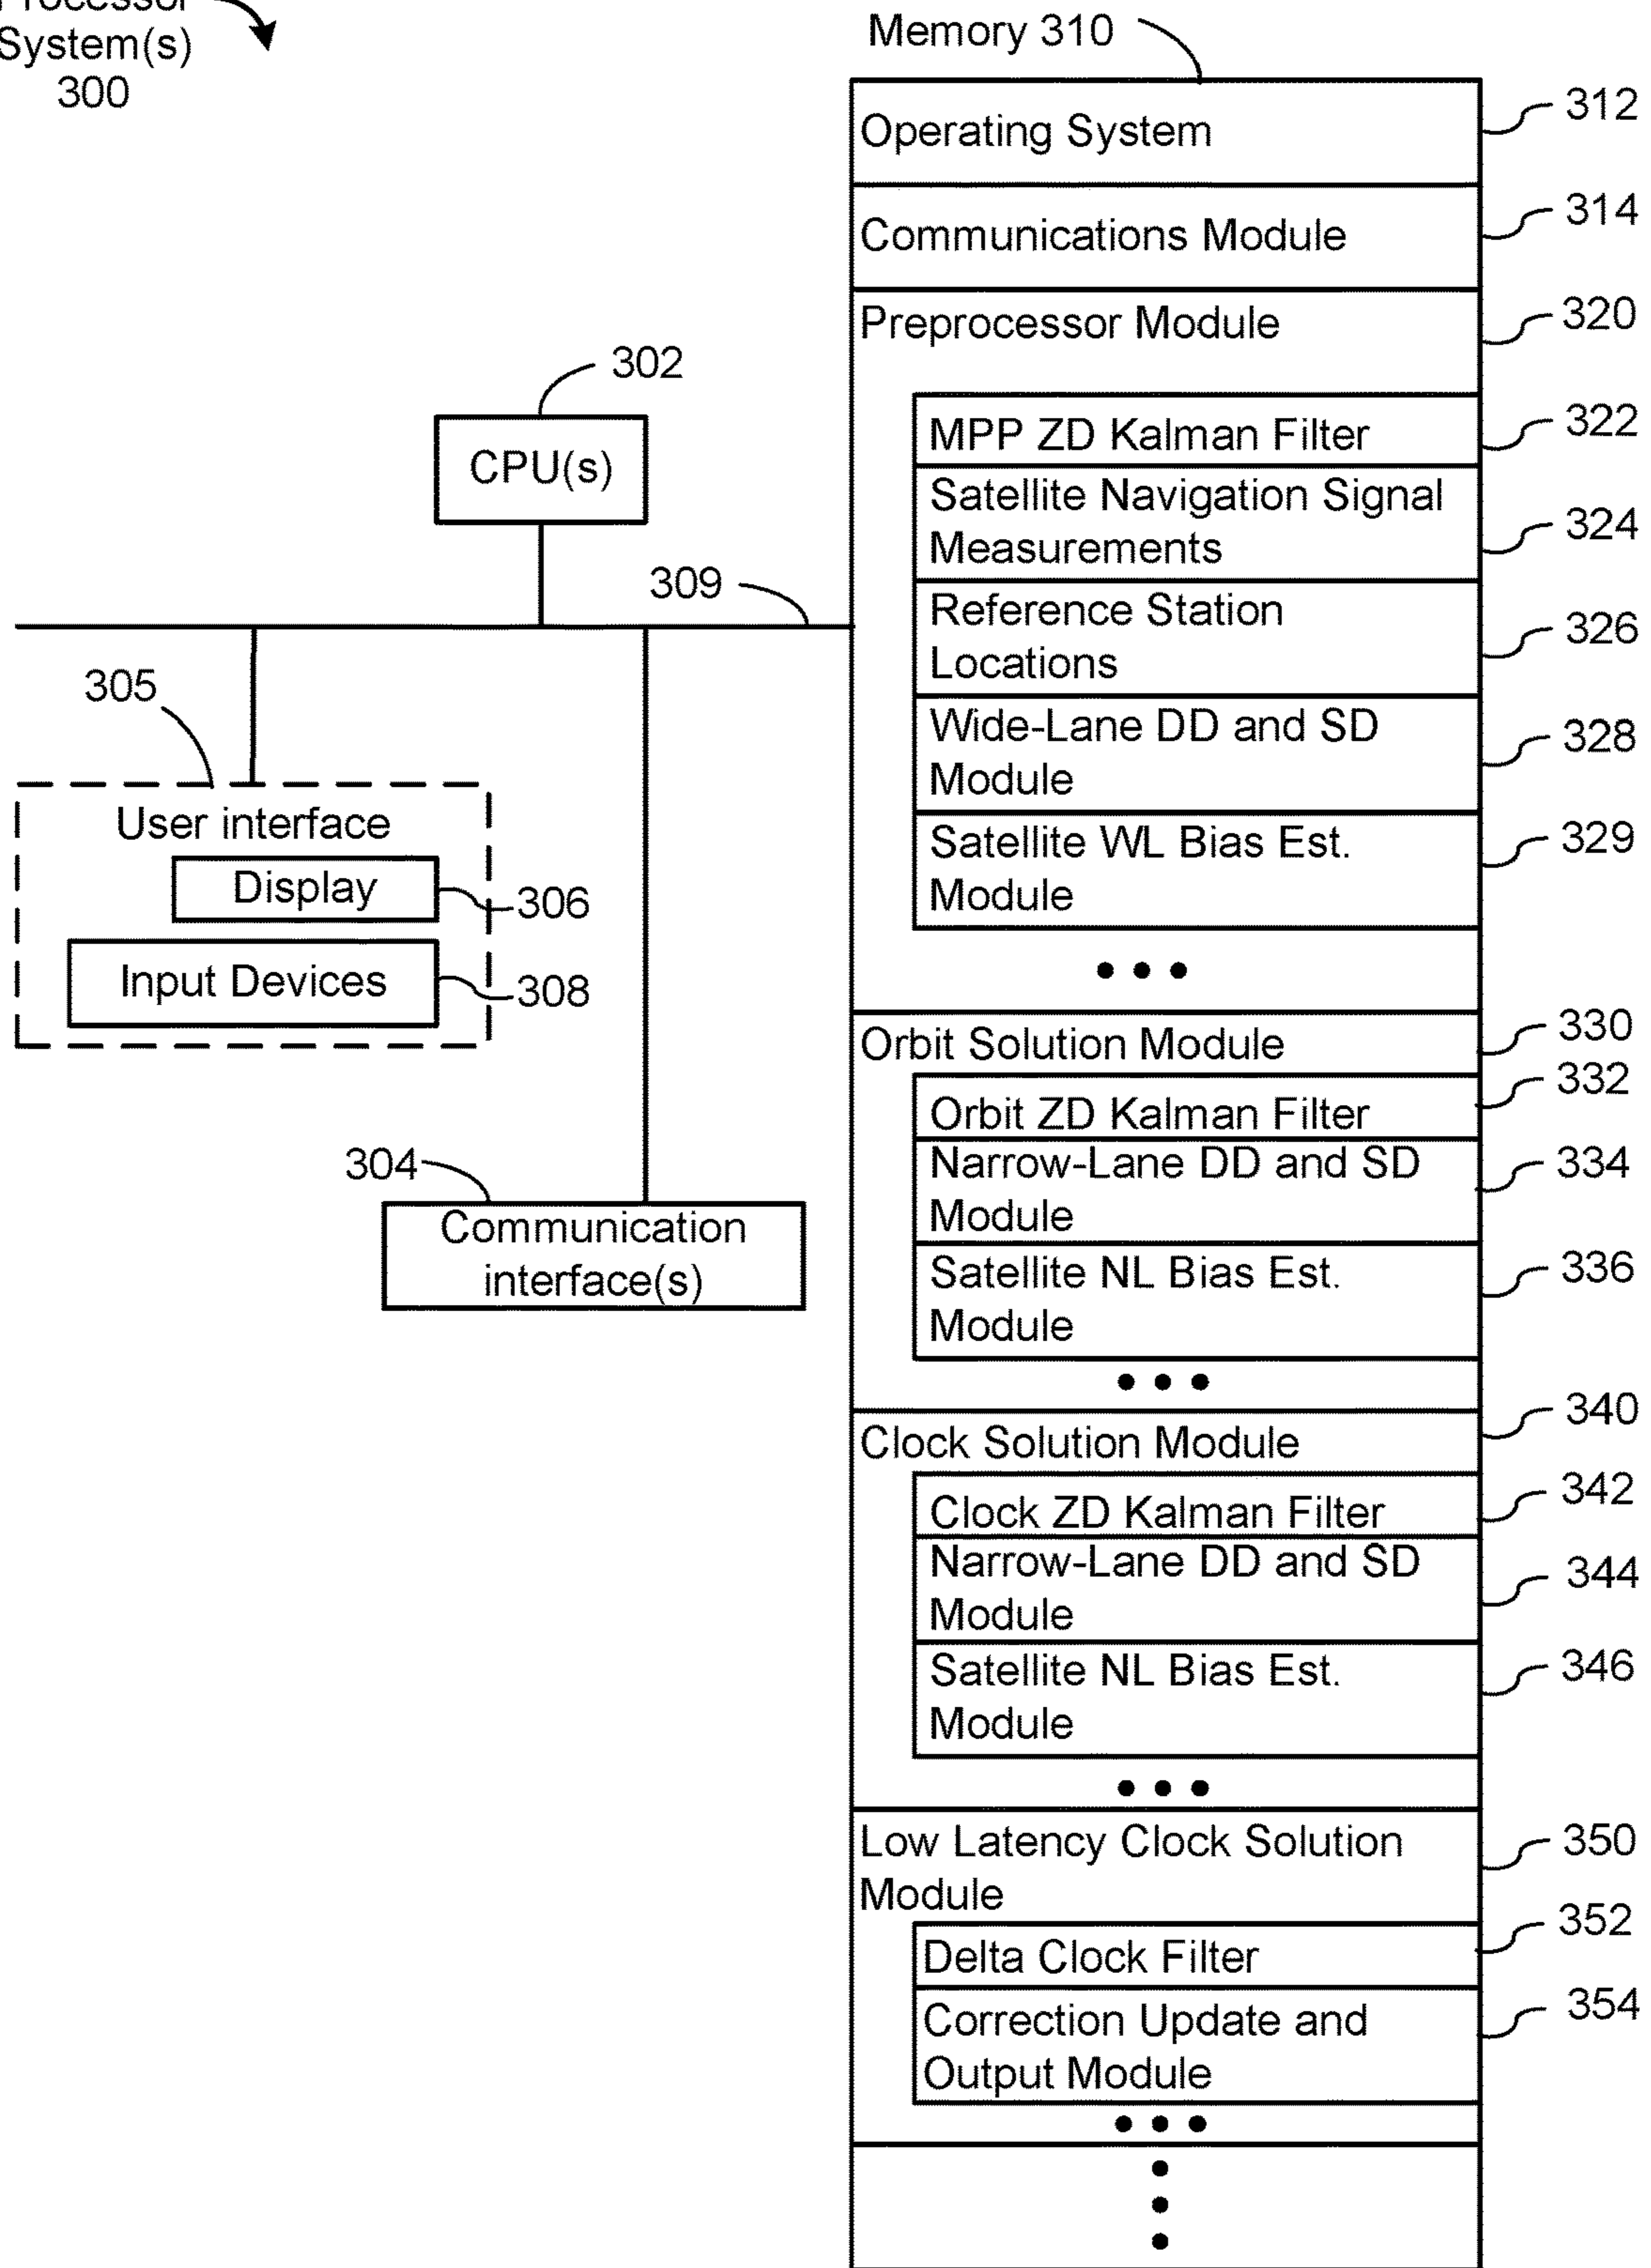 System(s)
300
Memory 310
Operating System
312
Communications Module
314
Preprocessor Module
320
MPP ZD Kalman Filter
322
Satellite Navigation Signal
Measurements
324
Reference Station
Locations
326
Wide-Lane DD and SD
Module
328
Satellite WL Bias Est.
Module
329
302
CPU(s)
309
305
User interface
Display
306
Input Devices
308
304
Communication
interface(s)
Orbit Solution Module
330
Orbit ZD Kalman Filter
332
Narrow-Lane DD and SD
Module
334
Satellite NL Bias Est.
Module
336
Clock Solution Module
340
Clock ZD Kalman Filter
342
Narrow-Lane DD and SD
Module
344
Satellite NL Bias Est.
Module
346
Low Latency Clock Solution
Module
350
Delta Clock Filter
352
Correction Update and
Output Module
354